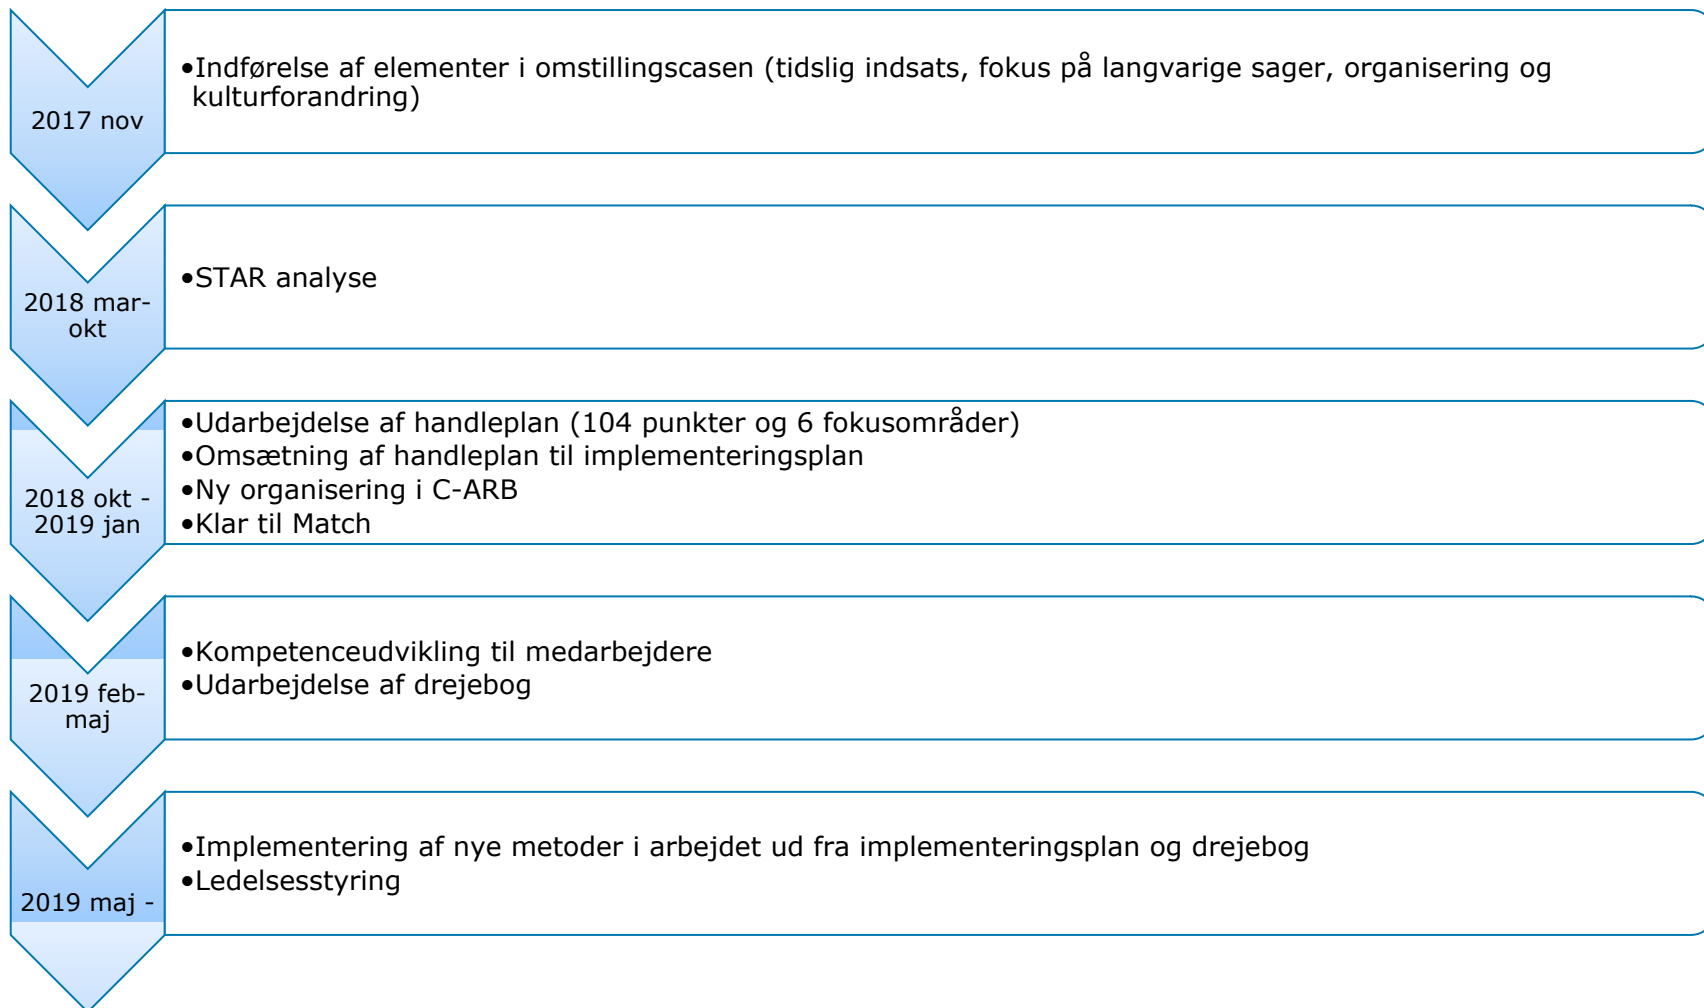 2017 nov
•Indførelse af elementer i omstillingscasen (tidslig indsats, fokus på langvarige sager, organisering og
kulturforandring)
2018 mar-
okt
•STAR analyse
2018 okt -
2019 jan
•Udarbejdelse af handleplan (104 punkter og 6 fokusområder)
•Omsætning af handleplan til implementeringsplan
•Ny organisering i C-ARB
•Klar til Match
2019 feb-
maj
•Kompetenceudvikling til medarbejdere
•Udarbejdelse af drejebog
2019 maj -
•Implementering af nye metoder i arbejdet ud fra implementeringsplan og drejebog
•Ledelsesstyring